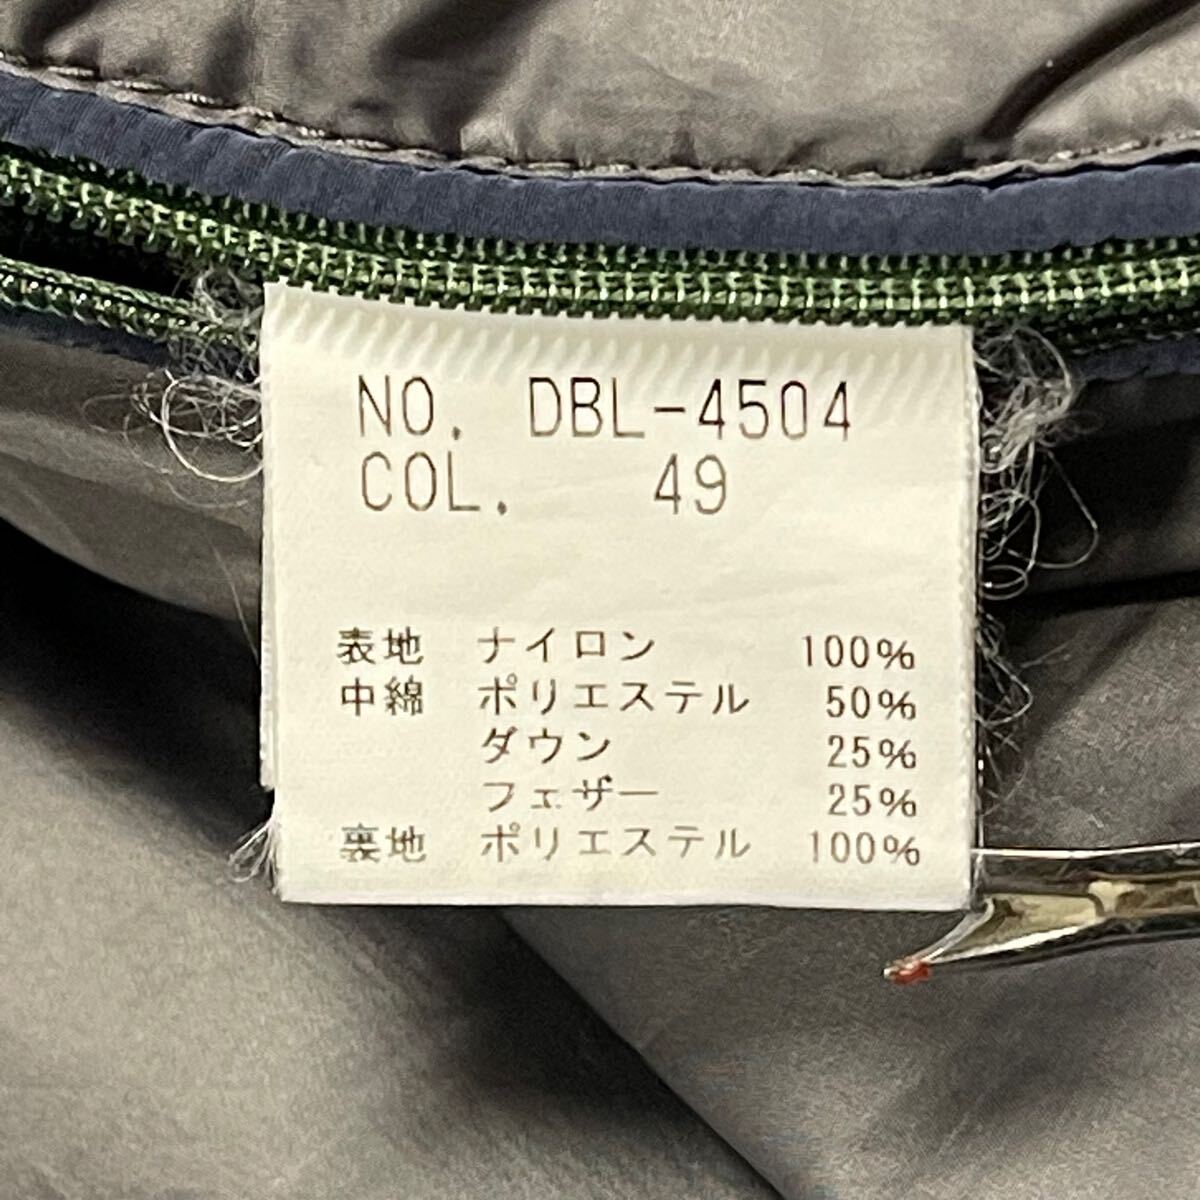 NO. DBL-4504
COL. 49
表地 ナイロン 100%
中綿 ポリエステル 50%
ダウン 25%
フェザー 25%
裏地 ポリエステル 100%